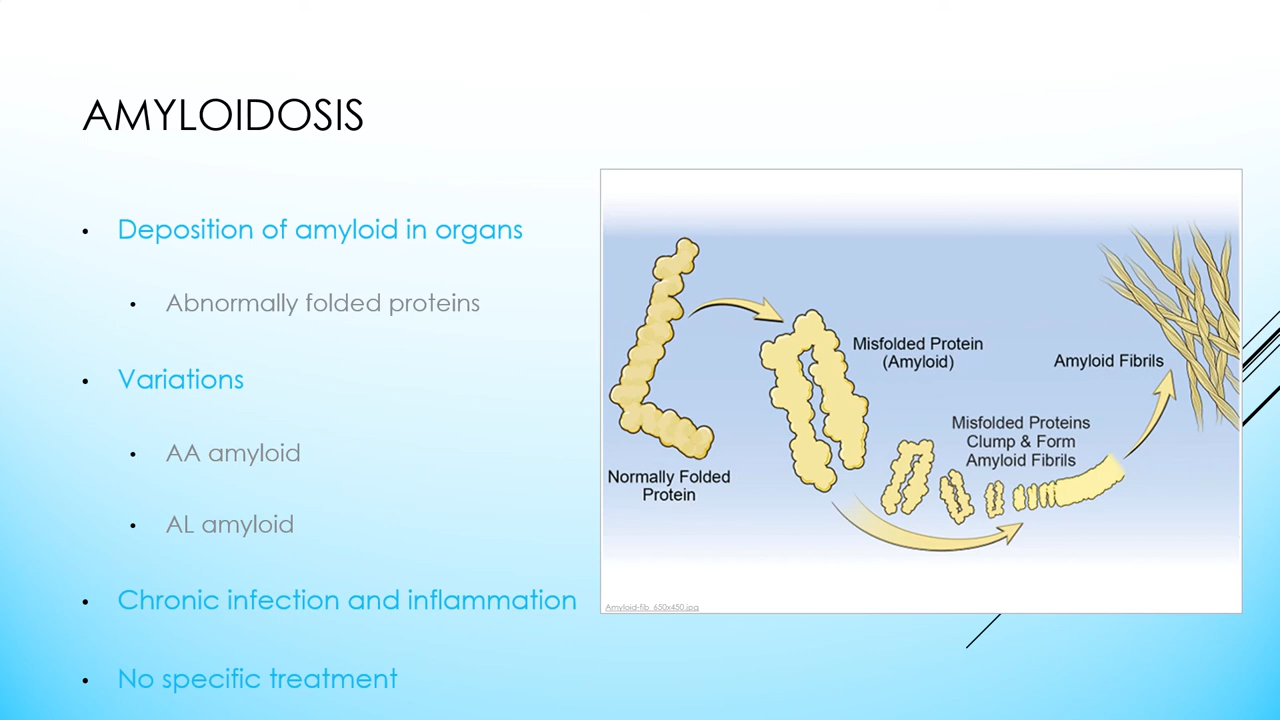 AMYLOIDOSIS
• Deposition of amyloid in organs
• Abnormally folded proteins
• Variations
• AA amyloid
• AL amyloid
• Chronic infection and inflammation
• No specific treatment
Normally Folded
Protein
Misfolded Protein
(Amyloid)
Misfolded Proteins
Clump & Form
Amyloid Fibrils
Amyloid Fibrils
Amyloid-fib_650x450.jpg